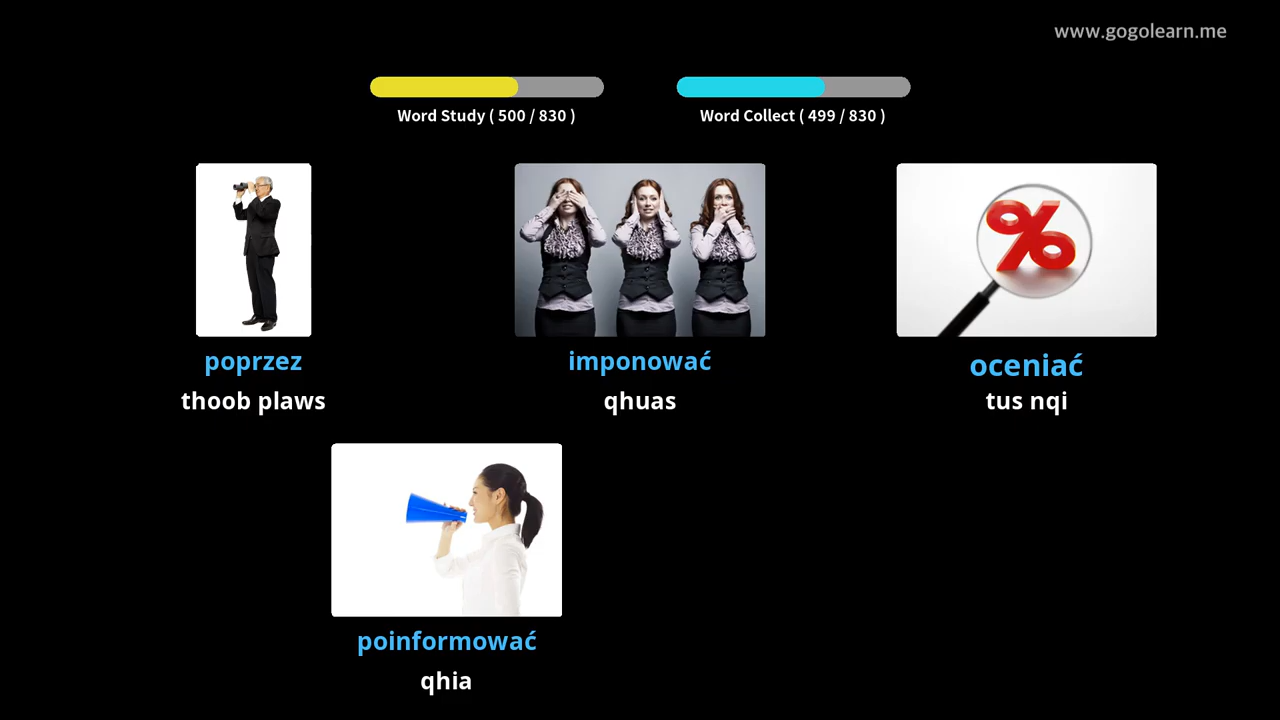 www.gogolearn.me
Word Study ( 500 / 830 )
Word Collect ( 499 / 830 )
poprzez
thoob plaws
imponować
qhuas
oceniać
tus nqi
poinformować
qhia